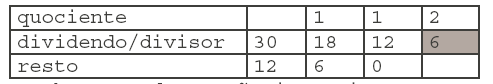 quociente 1 1 2
dividendo/divisor 30 18 12 6
resto 12 6 0